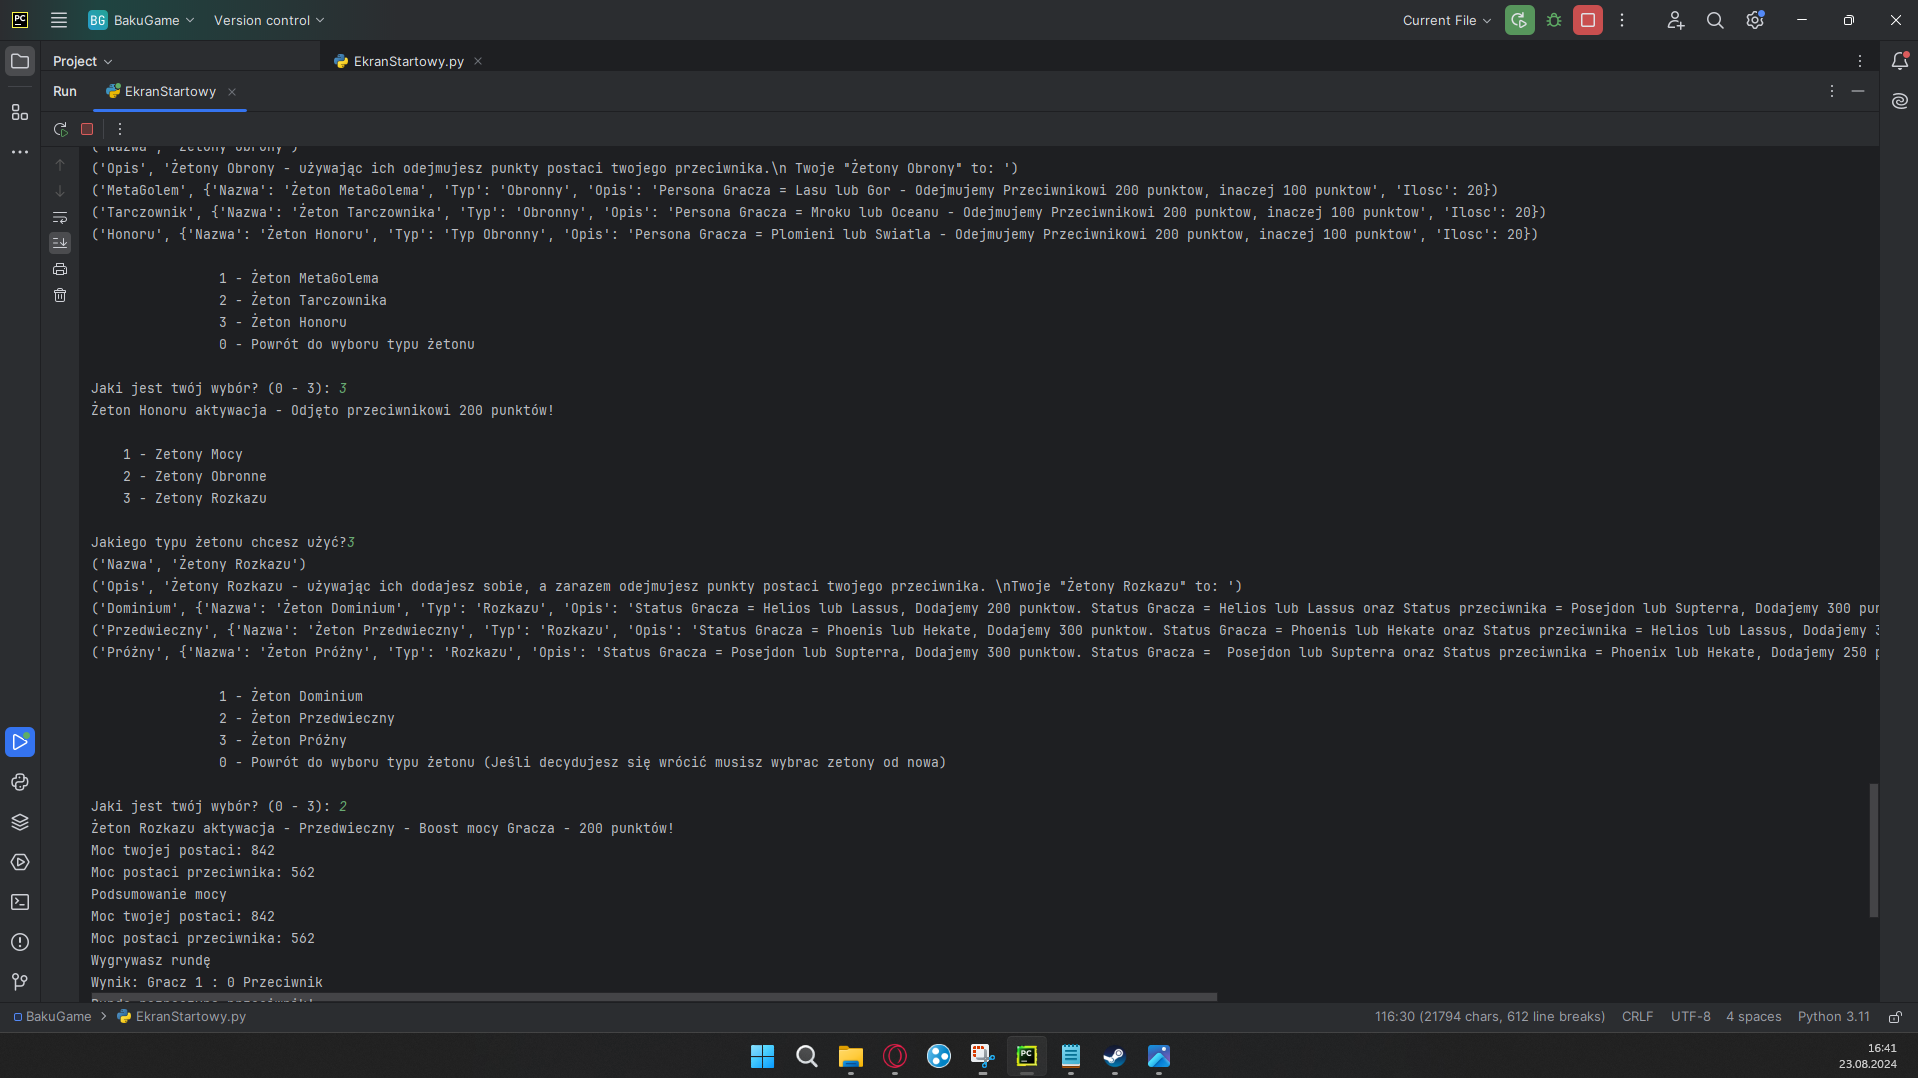 PC
BG BakuGame
Version control
Current File
Project
EkranStartowy.py
Run
EkranStartowy
('Nazwa', 'Żetony Obrony')
('Opis', 'Żetony Obrony - używając ich odejmujesz punkty postaci twojego przeciwnika.\n Twoje "Żetony Obrony" to: ')
('MetaGolem', {'Nazwa': 'Żeton MetaGolema', 'Typ': 'Obronny', 'Opis': 'Persona Gracza = Lasu lub Gor - Odejmujemy Przeciwnikowi 200 punktow, inaczej 100 punktow', 'Ilosc': 20})
('Tarczownik', {'Nazwa': 'Żeton Tarczownika', 'Typ': 'Obronny', 'Opis': 'Persona Gracza = Mroku lub Oceanu - Odejmujemy Przeciwnikowi 200 punktow, inaczej 100 punktow', 'Ilosc': 20})
('Honoru', {'Nazwa': 'Żeton Honoru', 'Typ': 'Typ Obronny', 'Opis': 'Persona Gracza = Plomieni lub Swiatla - Odejmujemy Przeciwnikowi 200 punktow, inaczej 100 punktow', 'Ilosc': 20})
1 - Żeton MetaGolema
2 - Żeton Tarczownika
3 - Żeton Honoru
0 - Powrót do wyboru typu żetonu
Jaki jest twój wybór? (0 - 3): 3
Żeton Honoru aktywacja - Odjęto przeciwnikowi 200 punktów!
1 - Zetony Mocy
2 - Zetony Obronne
3 - Zetony Rozkazu
Jakiego typu żetonu chcesz użyć?3
('Nazwa', 'Żetony Rozkazu')
('Opis', 'Żetony Rozkazu - używając ich dodajesz sobie, a zarazem odejmujesz punkty postaci twojego przeciwnika. \nTwoje "Żetony Rozkazu" to: ')
('Dominium', {'Nazwa': 'Żeton Dominium', 'Typ': 'Rozkazu', 'Opis': 'Status Gracza = Helios lub Lassus, Dodajemy 200 punktow. Status Gracza = Helios lub Lassus oraz Status przeciwnika = Posejdon lub Supterra, Dodajemy 300 pun
('Przedwieczny', {'Nazwa': 'Żeton Przedwieczny', 'Typ': 'Rozkazu', 'Opis': 'Status Gracza = Phoenis lub Hekate, Dodajemy 300 punktow. Status Gracza = Phoenis lub Hekate oraz Status przeciwnika = Helios lub Lassus, Dodajemy 3
('Próżny', {'Nazwa': 'Żeton Próżny', 'Typ': 'Rozkazu', 'Opis': 'Status Gracza = Posejdon lub Supterra, Dodajemy 300 punktow. Status Gracza =  Posejdon lub Supterra oraz Status przeciwnika = Phoenix lub Hekate, Dodajemy 250 p
1 - Żeton Dominium
2 - Żeton Przedwieczny
3 - Żeton Próżny
0 - Powrót do wyboru typu żetonu (Jeśli decydujesz się wrócić musisz wybrac zetony od nowa)
Jaki jest twój wybór? (0 - 3): 2
Żeton Rozkazu aktywacja - Przedwieczny - Boost mocy Gracza - 200 punktów!
Moc twojej postaci: 842
Moc postaci przeciwnika: 562
Podsumowanie mocy
Moc twojej postaci: 842
Moc postaci przeciwnika: 562
Wygrywasz rundę
Wynik: Gracz 1 : 0 Przeciwnik
BakuGame > EkranStartowy.py
116:30 (21794 chars, 612 line breaks)
CRLF
UTF-8
4 spaces
Python 3.11
PC
16:41
23.08.2024